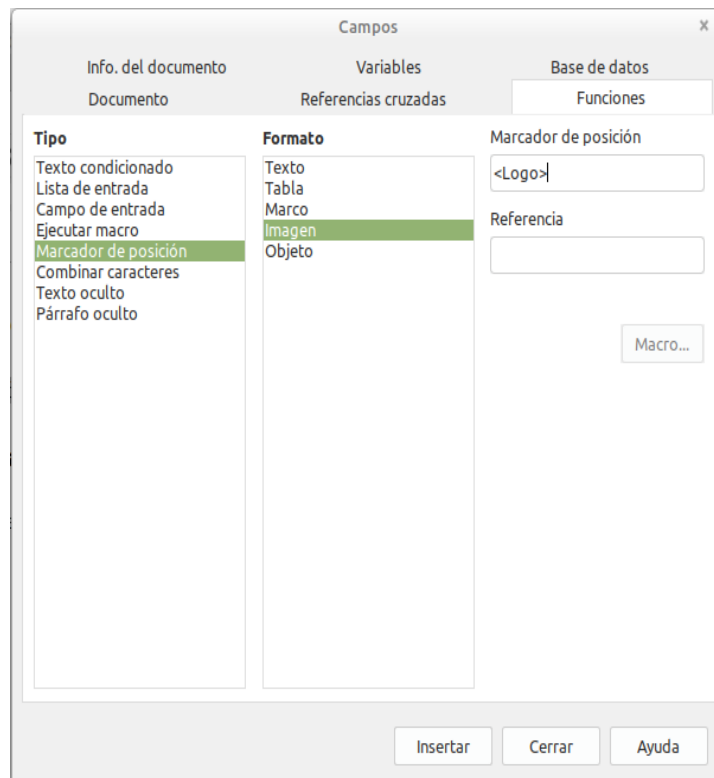 Campos
x
Info. del documento Variables Base de datos
Documento Referencias cruzadas Funciones
Tipo
Texto condicionado
Lista de entrada
Campo de entrada
Ejecutar macro
Marcador de posición
Combinar caracteres
Texto oculto
Párrafo oculto
Formato
Texto
Tabla
Marco
Imagen
Objeto
Marcador de posición
<Logo>
Referencia
Macro...
Insertar Cerrar Ayuda